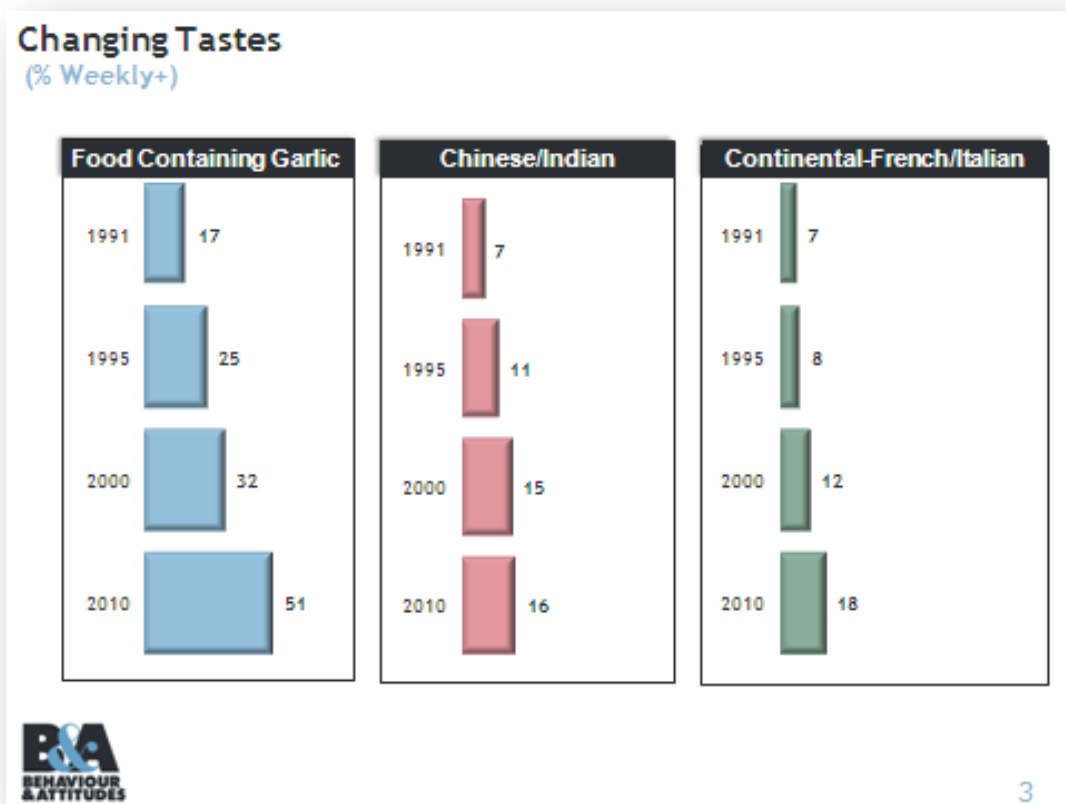 Changing Tastes
(% Weekly+)
Food Containing Garlic
1991 17
1995 25
2000 32
2010 51
Chinese/Indian
1991 7
1995 11
2000 15
2010 16
Continental-French/Italian
1991 7
1995 8
2000 12
2010 18
B&A
BEHAVIOUR
& ATTITUDES
3